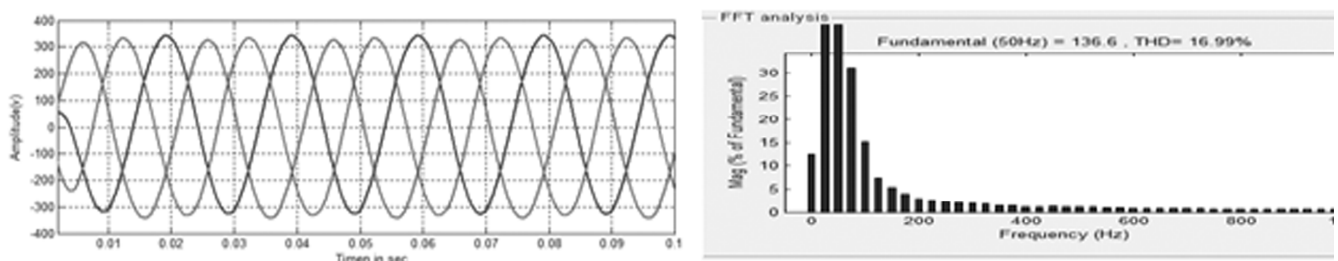 400
300
200
100
0
-100
-200
-300
-400
0.01 0.02 0.03 0.04 0.05 0.06 0.07 0.08 0.09 0.1
Amplitude(v)
Timen in sec
FFT analysis
Fundamental (50Hz) = 136.6 , THD= 16.99%
30
25
20
15
10
5
0
0 200 400 600 800
Mag (% of Fundamental)
Frequency (Hz)